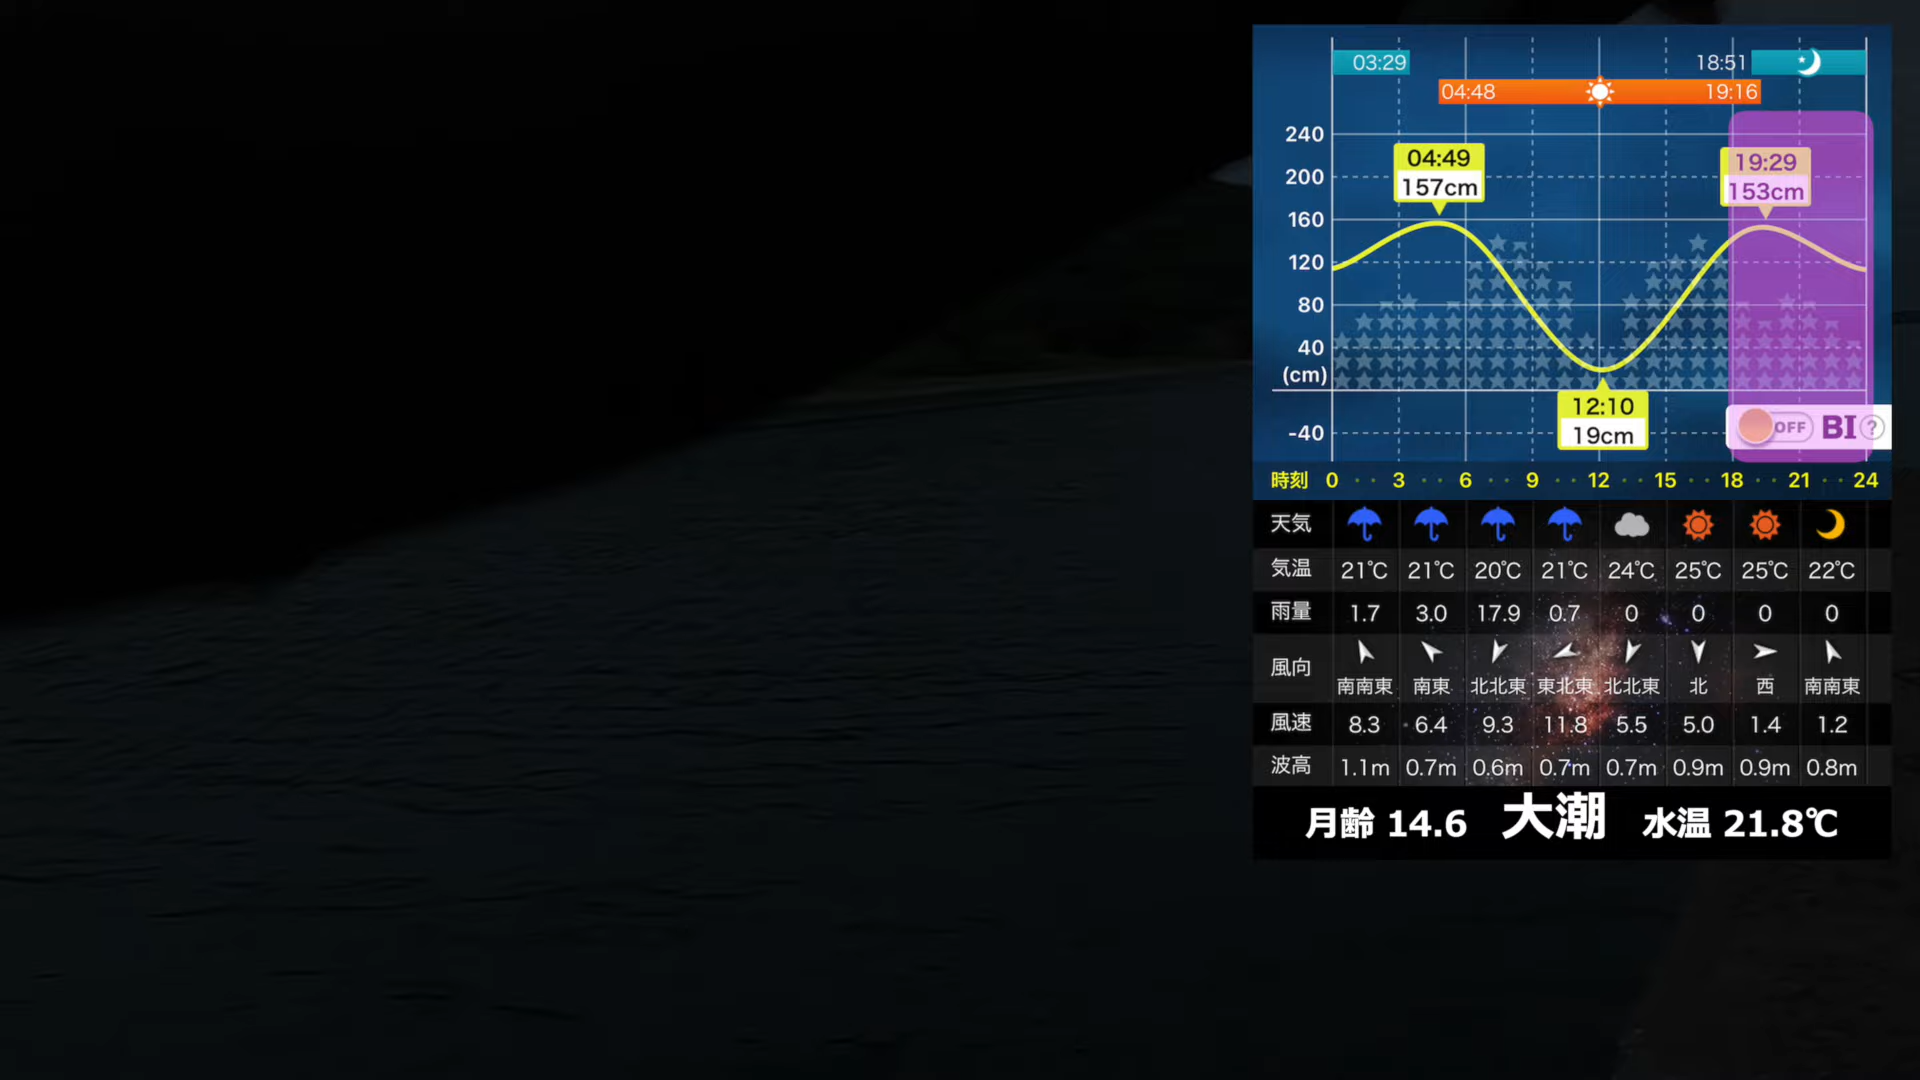 03:29 18:51
04:48 19:16
240
200
160
120
80
40
(cm)
-40
04:49
157cm
19:29
153cm
12:10
19cm
OFF BI ?
時刻 0 3 6 9 12 15 18 21 24
天気
気温 21℃ 21℃ 20℃ 21℃ 24℃ 25℃ 25℃ 22℃
雨量 1.7 3.0 17.9 0.7 0 0 0 0
風向 南南東 南東 北北東 東北東 北北東 北 西 南南東
風速 8.3 6.4 9.3 11.8 5.5 5.0 1.4 1.2
波高 1.1m 0.7m 0.6m 0.7m 0.7m 0.9m 0.9m 0.8m
月齢 14.6 大潮 水温 21.8℃